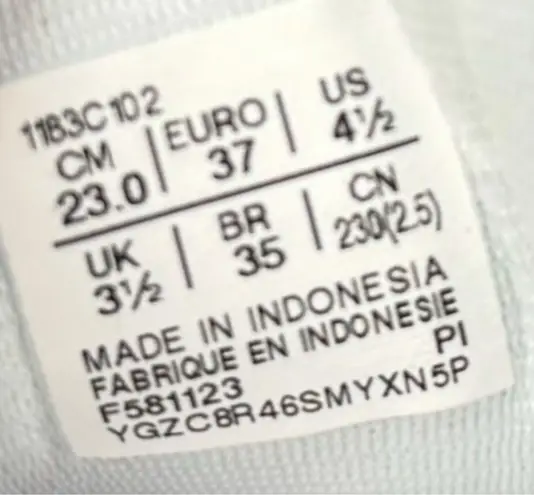 1183C102
CM | EURO | US
23.0 | 37 | 4½
UK | BR | CN
3½ | 35 | 230(2.5)
MADE IN INDONESIA
FABRIQUE EN INDONESIE
F581123 PI
YGZC8R46SMYXN5P